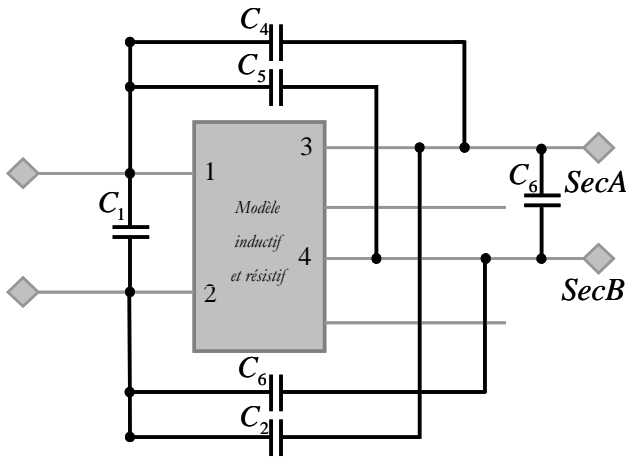 C4
C5
3
1
C6 SecA
C1
Modèle
inductif
4
et résistif
2
SecB
C6
C2